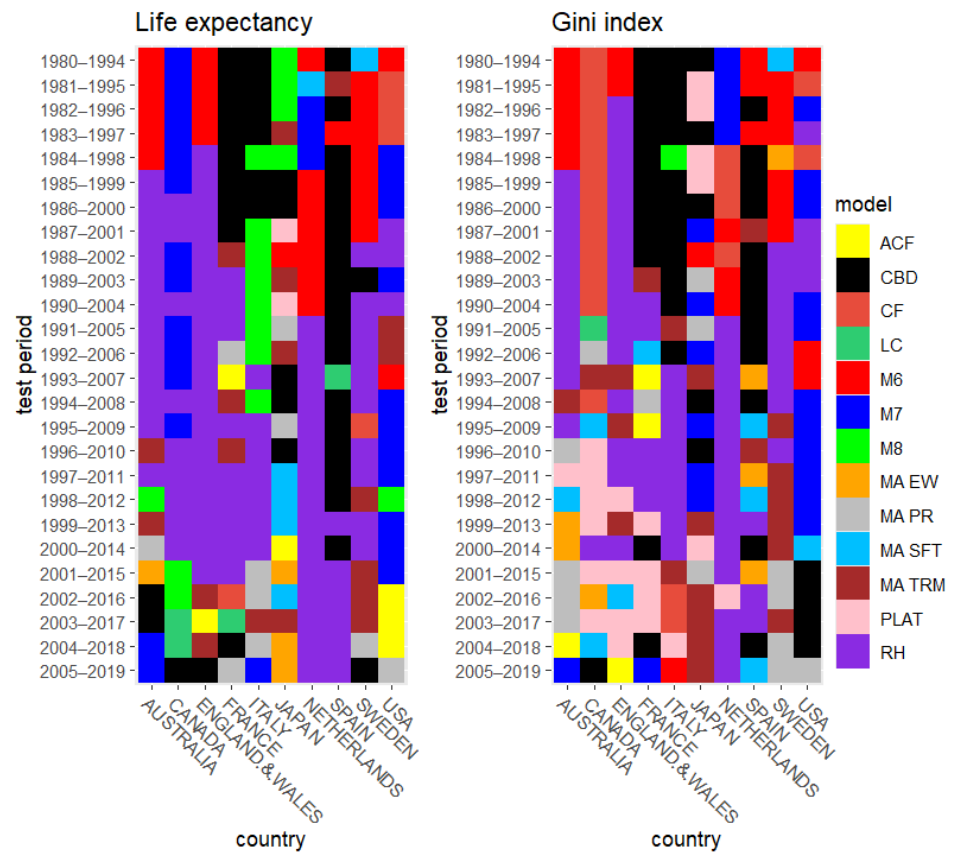 Life expectancy
test period
1980–1994
1981–1995
1982–1996
1983–1997
1984–1998
1985–1999
1986–2000
1987–2001
1988–2002
1989–2003
1990–2004
1991–2005
1992–2006
1993–2007
1994–2008
1995–2009
1996–2010
1997–2011
1998–2012
1999–2013
2000–2014
2001–2015
2002–2016
2003–2017
2004–2018
2005–2019
AUSTRALIA
CANADA
ENGLAND.&.WALES
FRANCE
ITALY
JAPAN
NETHERLANDS
SPAIN
SWEDEN
USA
country
Gini index
test period
1980–1994
1981–1995
1982–1996
1983–1997
1984–1998
1985–1999
1986–2000
1987–2001
1988–2002
1989–2003
1990–2004
1991–2005
1992–2006
1993–2007
1994–2008
1995–2009
1996–2010
1997–2011
1998–2012
1999–2013
2000–2014
2001–2015
2002–2016
2003–2017
2004–2018
2005–2019
AUSTRALIA
CANADA
ENGLAND.&.WALES
FRANCE
ITALY
JAPAN
NETHERLANDS
SPAIN
SWEDEN
USA
country
model
ACF
CBD
CF
LC
M6
M7
M8
MA EW
MA PR
MA SFT
MA TRM
PLAT
RH